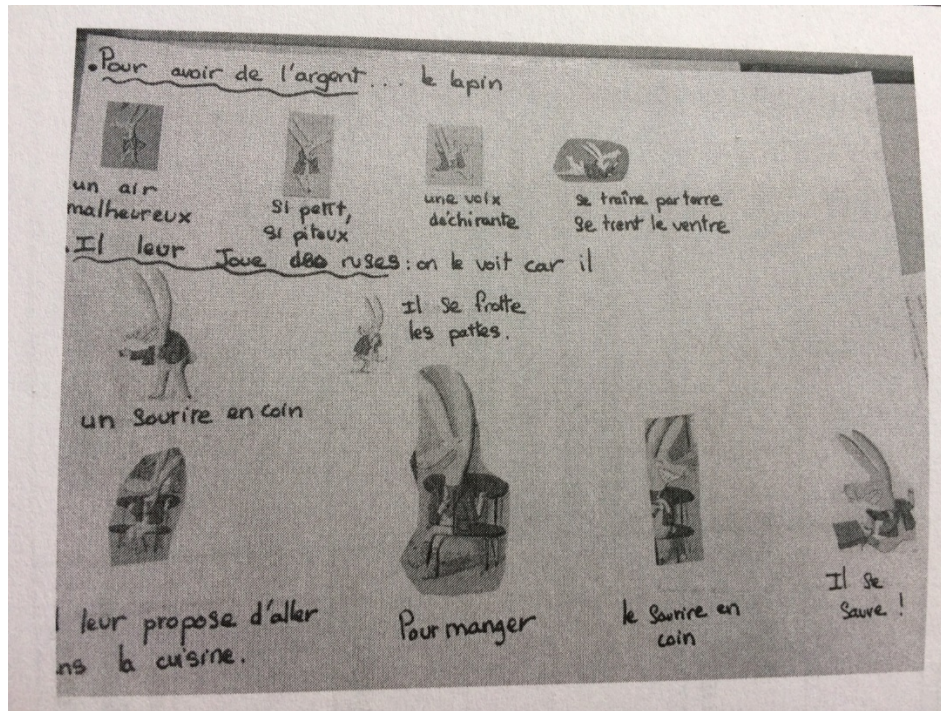 .Pour avoir de l'argent... le lapin
un air
malheureux
si petit,
si piteux
une voix
déchirante
se traîne par terre
se tient le ventre
.Il leur Joue des ruses: on le voit car il
Il se frotte
les pattes.
un sourire en coin
l leur propose d'aller
ns la cuisine.
Pour manger
le sourire en
coin
Il se
sauve !